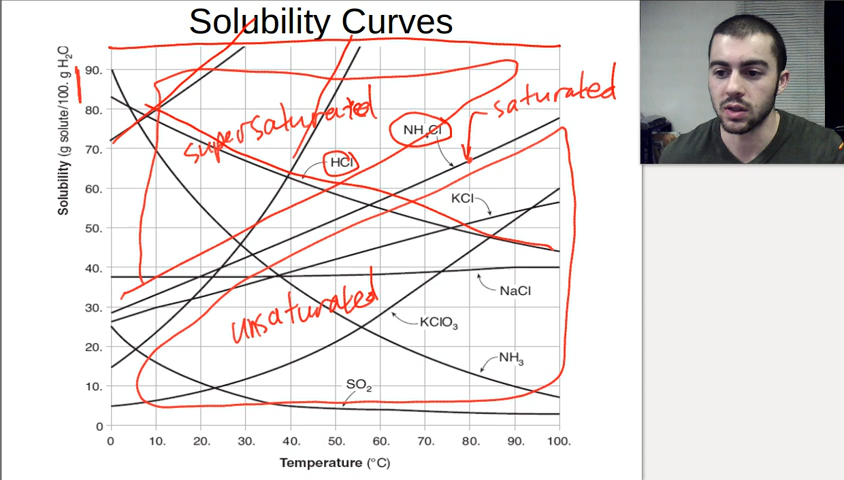 Solubility Curves
Solubility (g solute/100. g H₂O
90.
80.
70.
60.
50.
40.
30.
20.
10.
0
supersaturated
saturated
NH₄Cl
HCl
KCl
NaCl
unsaturated
KClO₃
NH₃
SO₂
0 10. 20. 30. 40. 50. 60. 70. 80. 90. 100.
Temperature (°C)